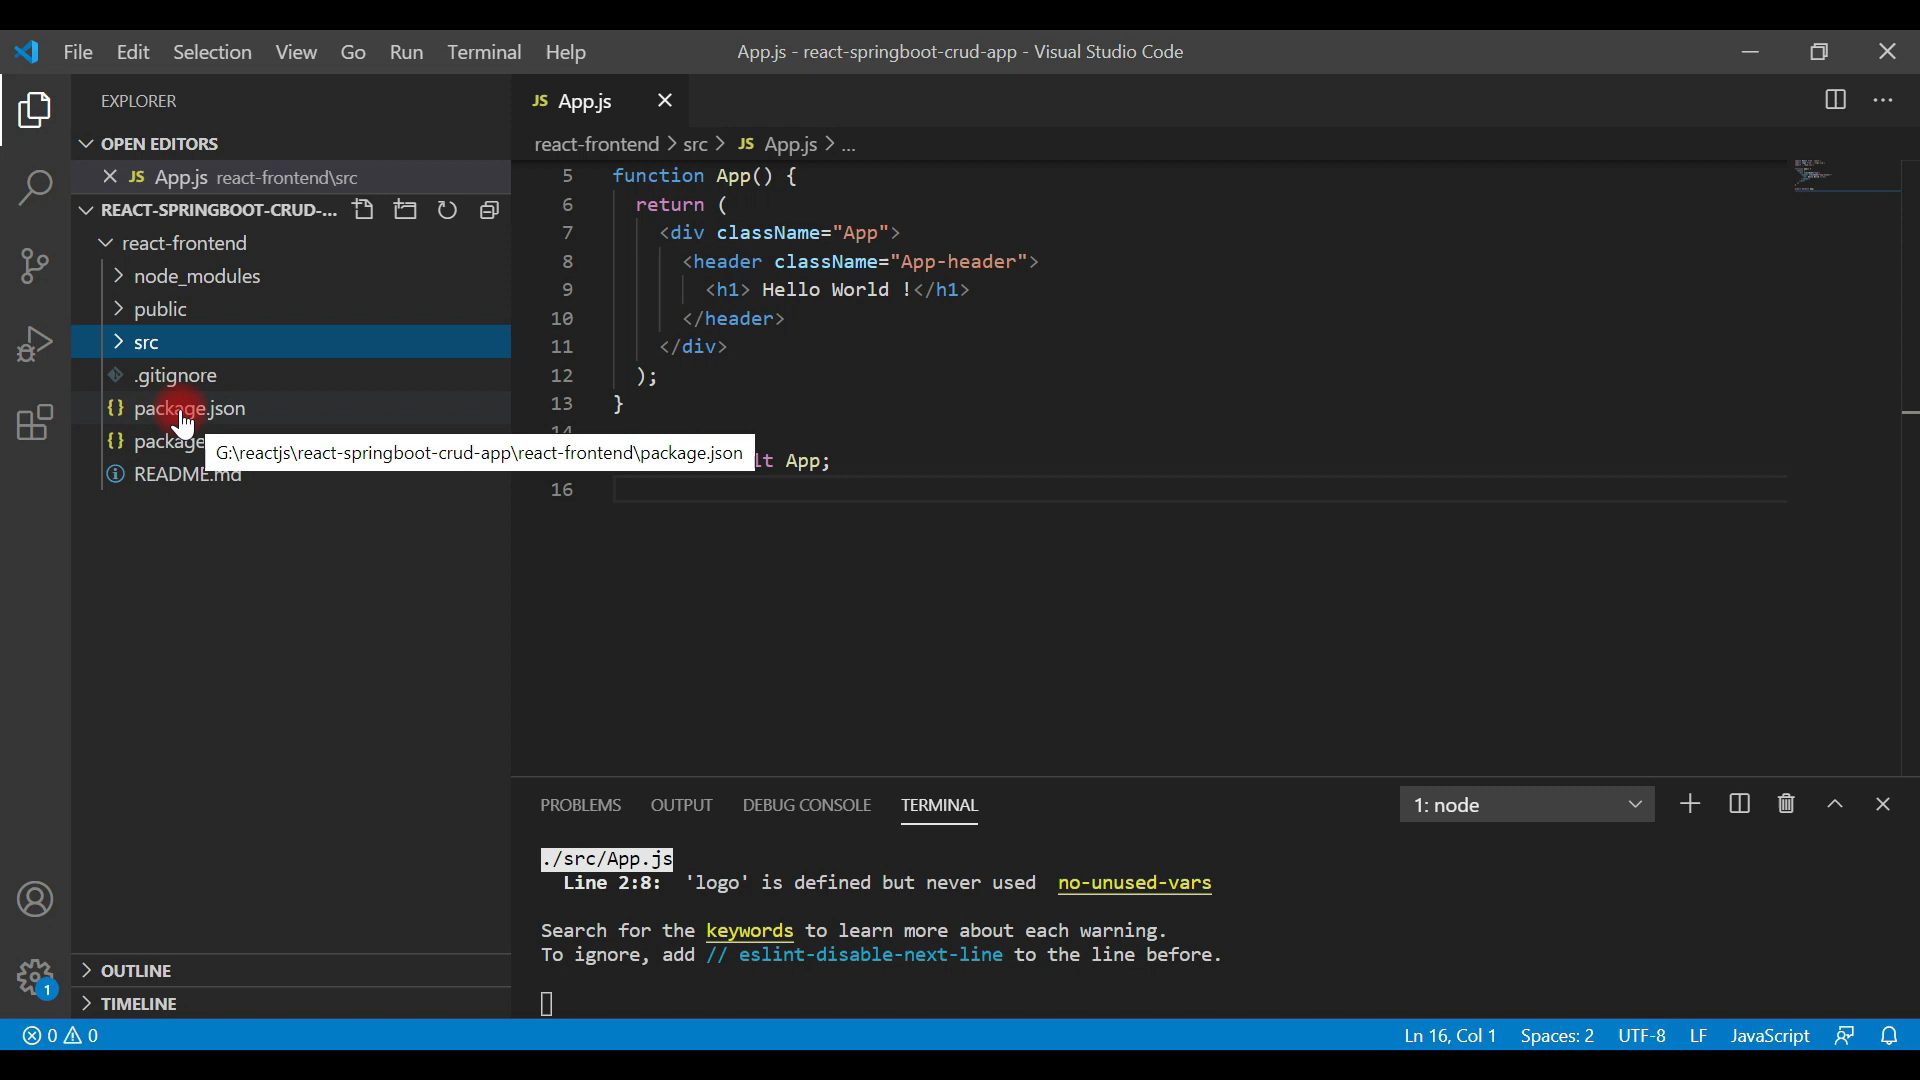 File Edit Selection View Go Run Terminal Help App.js - react-springboot-crud-app - Visual Studio Code
EXPLORER
OPEN EDITORS
JS App.js react-frontend\src
REACT-SPRINGBOOT-CRUD-...
react-frontend
node_modules
public
src
.gitignore
{} package.json
{} package
README.md
G:\reactjs\react-springboot-crud-app\react-frontend\package.json
OUTLINE
TIMELINE
1
JS App.js
react-frontend > src > JS App.js > ...
5 function App() {
6 return (
7 <div className="App">
8 <header className="App-header">
9 <h1> Hello World !</h1>
10 </header>
11 </div>
12 );
13 }
14
lt App;
16
PROBLEMS OUTPUT DEBUG CONSOLE TERMINAL 1: node
./src/App.js
Line 2:8: 'logo' is defined but never used no-unused-vars
Search for the keywords to learn more about each warning.
To ignore, add // eslint-disable-next-line to the line before.
0 0 Ln 16, Col 1 Spaces: 2 UTF-8 LF JavaScript